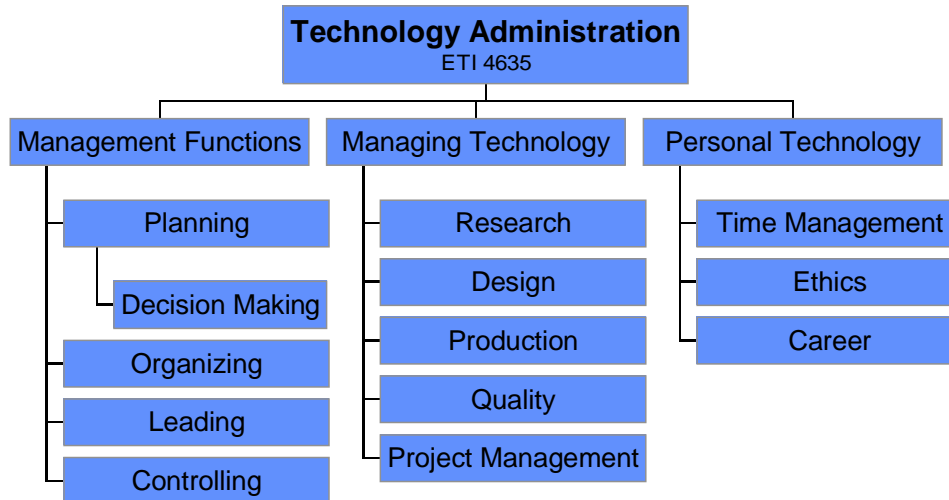 Technology Administration
ETI 4635
Management Functions
Managing Technology
Personal Technology
Planning
Decision Making
Organizing
Leading
Controlling
Research
Design
Production
Quality
Project Management
Time Management
Ethics
Career